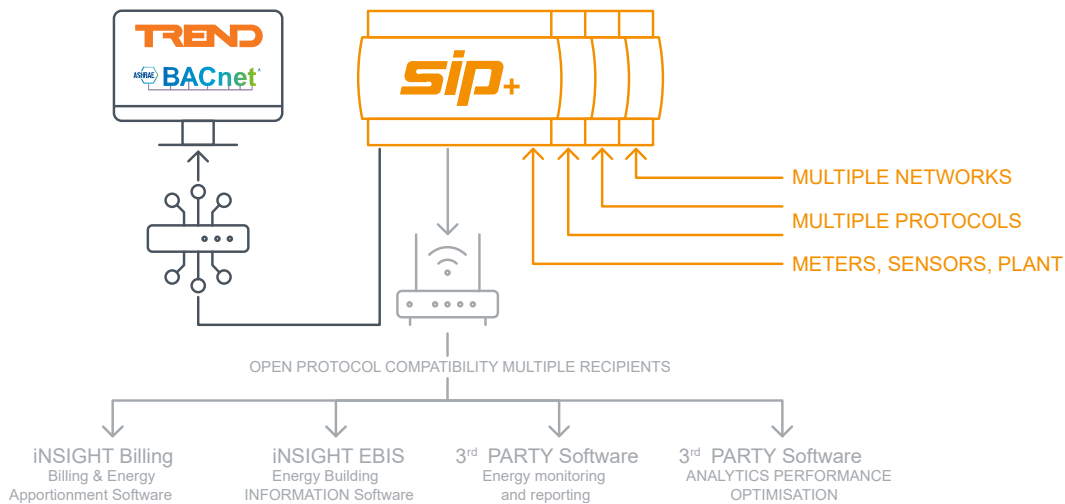 TREND
ASHRAE BACnet
sip+
MULTIPLE NETWORKS
MULTIPLE PROTOCOLS
METERS, SENSORS, PLANT
OPEN PROTOCOL COMPATIBILITY MULTIPLE RECIPIENTS
iNSIGHT Billing
Billing & Energy
Apportionment Software
iNSIGHT EBIS
Energy Building
INFORMATION Software
3rd PARTY Software
Energy monitoring
and reporting
3rd PARTY Software
ANALYTICS PERFORMANCE
OPTIMISATION